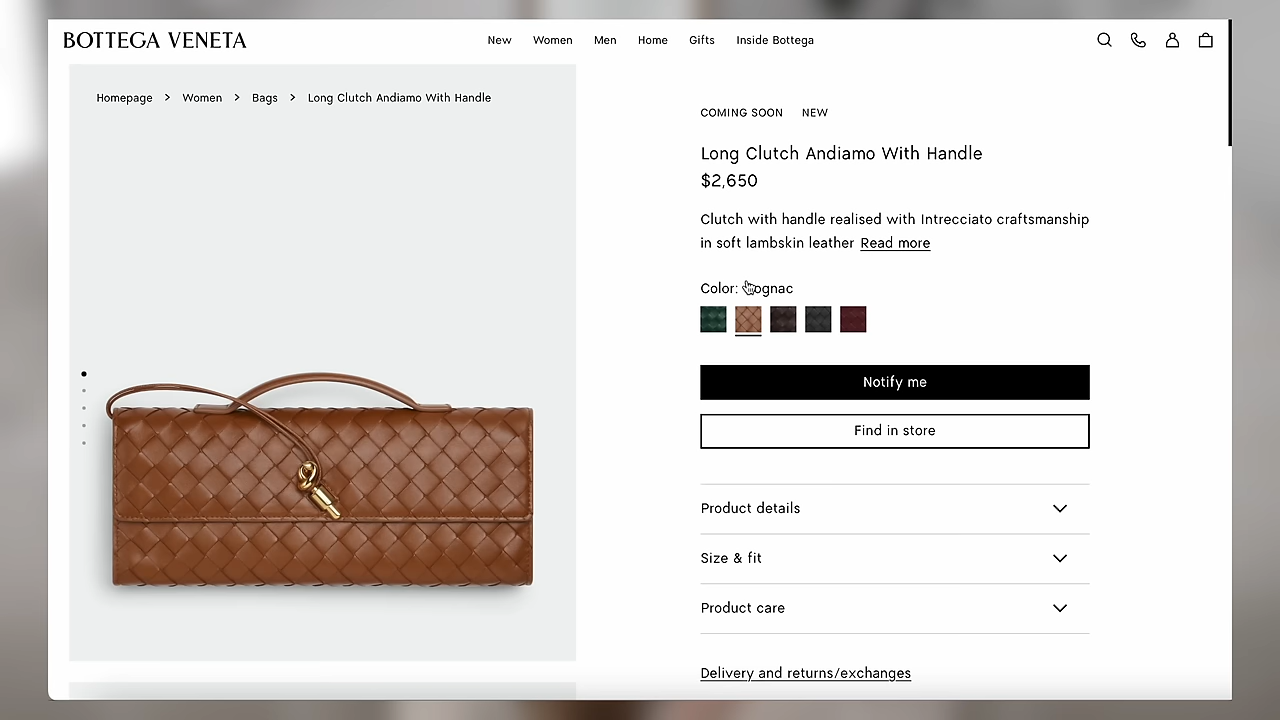 BOTTEGA VENETA
New Women Men Home Gifts Inside Bottega
Homepage > Women > Bags > Long Clutch Andiamo With Handle
COMING SOON NEW
Long Clutch Andiamo With Handle
$2,650
Clutch with handle realised with Intrecciato craftsmanship
in soft lambskin leather Read more
Color: Cognac
Notify me
Find in store
Product details
Size & fit
Product care
Delivery and returns/exchanges